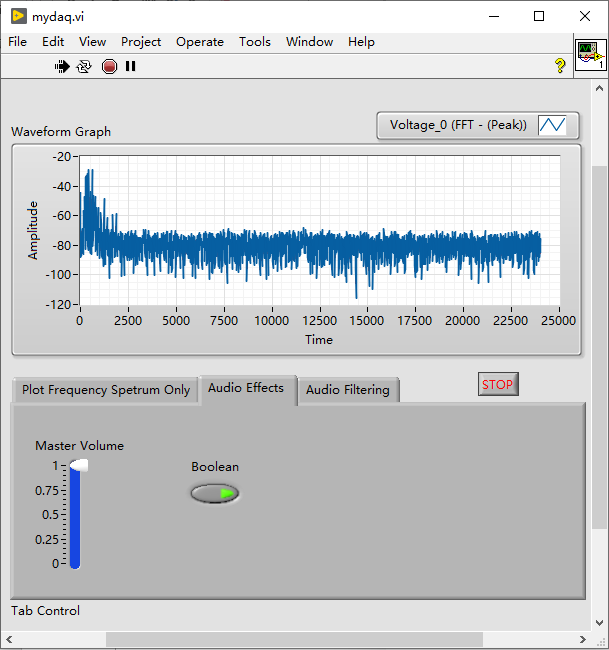 mydaq.vi
File Edit View Project Operate Tools Window Help
?
1
Waveform Graph
Voltage_0 (FFT - (Peak))
Amplitude
-20
-40
-60
-80
-100
-120
0 2500 5000 7500 10000 12500 15000 17500 20000 22500 25000
Time
Plot Frequency Spetrum Only Audio Effects Audio Filtering STOP
Master Volume
Boolean
1
0.75
0.5
0.25
0
Tab Control